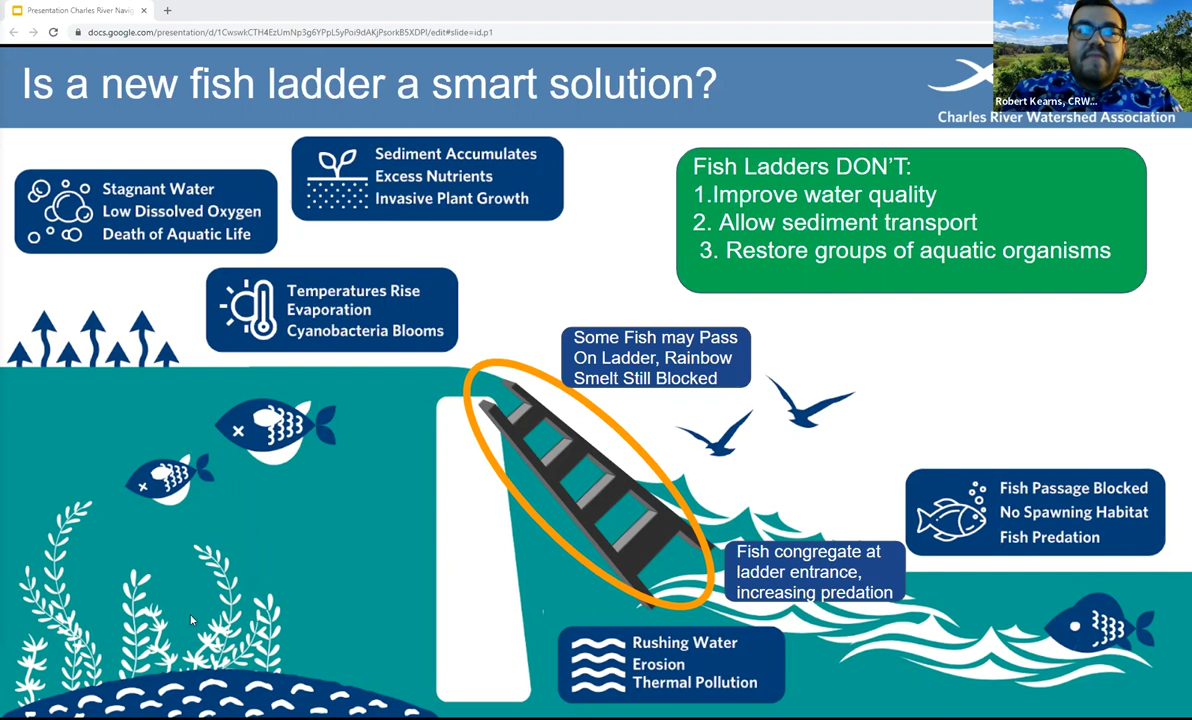 Presentation Charles River Navig
docs.google.com/presentation/d/1CwswkCTH4EzUmNp3g6YPpL5yPoi9dAKjPsorkB5XDPI/edit#slide=id.p1
Is a new fish ladder a smart solution?
Robert Kearns, CRW...
Charles River Watershed Association
Sediment Accumulates
Excess Nutrients
Invasive Plant Growth
Stagnant Water
Low Dissolved Oxygen
Death of Aquatic Life
Fish Ladders DON'T:
1.Improve water quality
2. Allow sediment transport
3. Restore groups of aquatic organisms
Temperatures Rise
Evaporation
Cyanobacteria Blooms
Some Fish may Pass
On Ladder, Rainbow
Smelt Still Blocked
Fish Passage Blocked
No Spawning Habitat
Fish Predation
Fish congregate at
ladder entrance,
increasing predation
Rushing Water
Erosion
Thermal Pollution